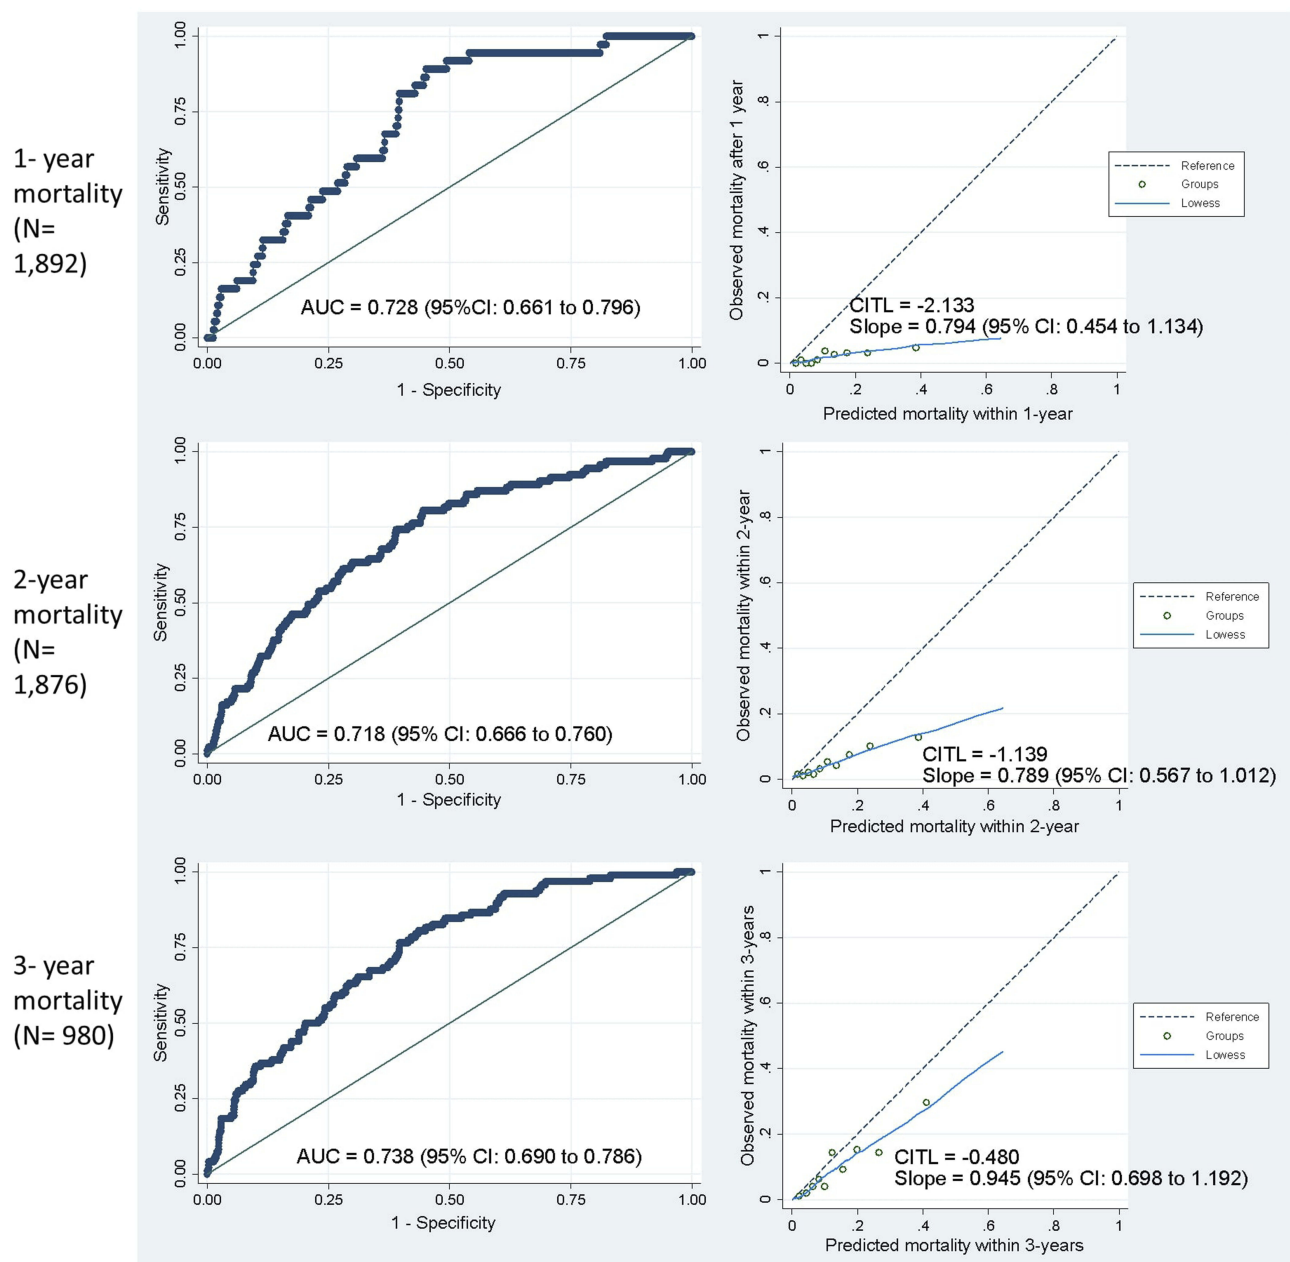 1- year
mortality
(N=
1,892)
1.00
0.75
0.50
0.25
0.00
Sensitivity
AUC = 0.728 (95%CI: 0.661 to 0.796)
0.00 0.25 0.50 0.75 1.00
1 - Specificity
1
.8
.6
.4
.2
0
Observed mortality after 1 year
CITL = -2.133
Slope = 0.794 (95% CI: 0.454 to 1.134)
0 .2 .4 .6 .8 1
Predicted mortality within 1-year
Reference
Groups
Lowess
2-year
mortality
(N=
1,876)
1.00
0.75
0.50
0.25
0.00
Sensitivity
AUC = 0.718 (95% CI: 0.666 to 0.760)
0.00 0.25 0.50 0.75 1.00
1 - Specificity
1
.8
.6
.4
.2
0
Observed mortality within 2-year
CITL = -1.139
Slope = 0.789 (95% CI: 0.567 to 1.012)
0 .2 .4 .6 .8 1
Predicted mortality within 2-year
Reference
Groups
Lowess
3- year
mortality
(N= 980)
1.00
0.75
0.50
0.25
0.00
Sensitivity
AUC = 0.738 (95% CI: 0.690 to 0.786)
0.00 0.25 0.50 0.75 1.00
1 - Specificity
1
.8
.6
.4
.2
0
Observed mortality within 3-years
CITL = -0.480
Slope = 0.945 (95% CI: 0.698 to 1.192)
0 .2 .4 .6 .8 1
Predicted mortality within 3-years
Reference
Groups
Lowess